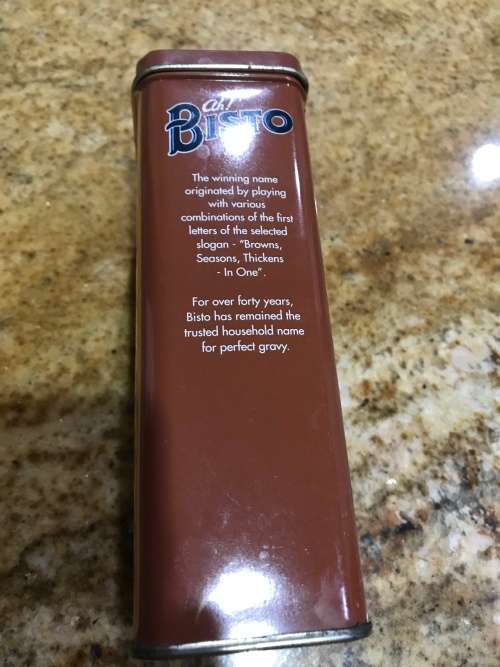 Ah!
BISTO
The winning name
originated by playing
with various
combinations of the first
letters of the selected
slogan - "Browns,
Seasons, Thickens
- In One".
For over forty years,
Bisto has remained the
trusted household name
for perfect gravy.